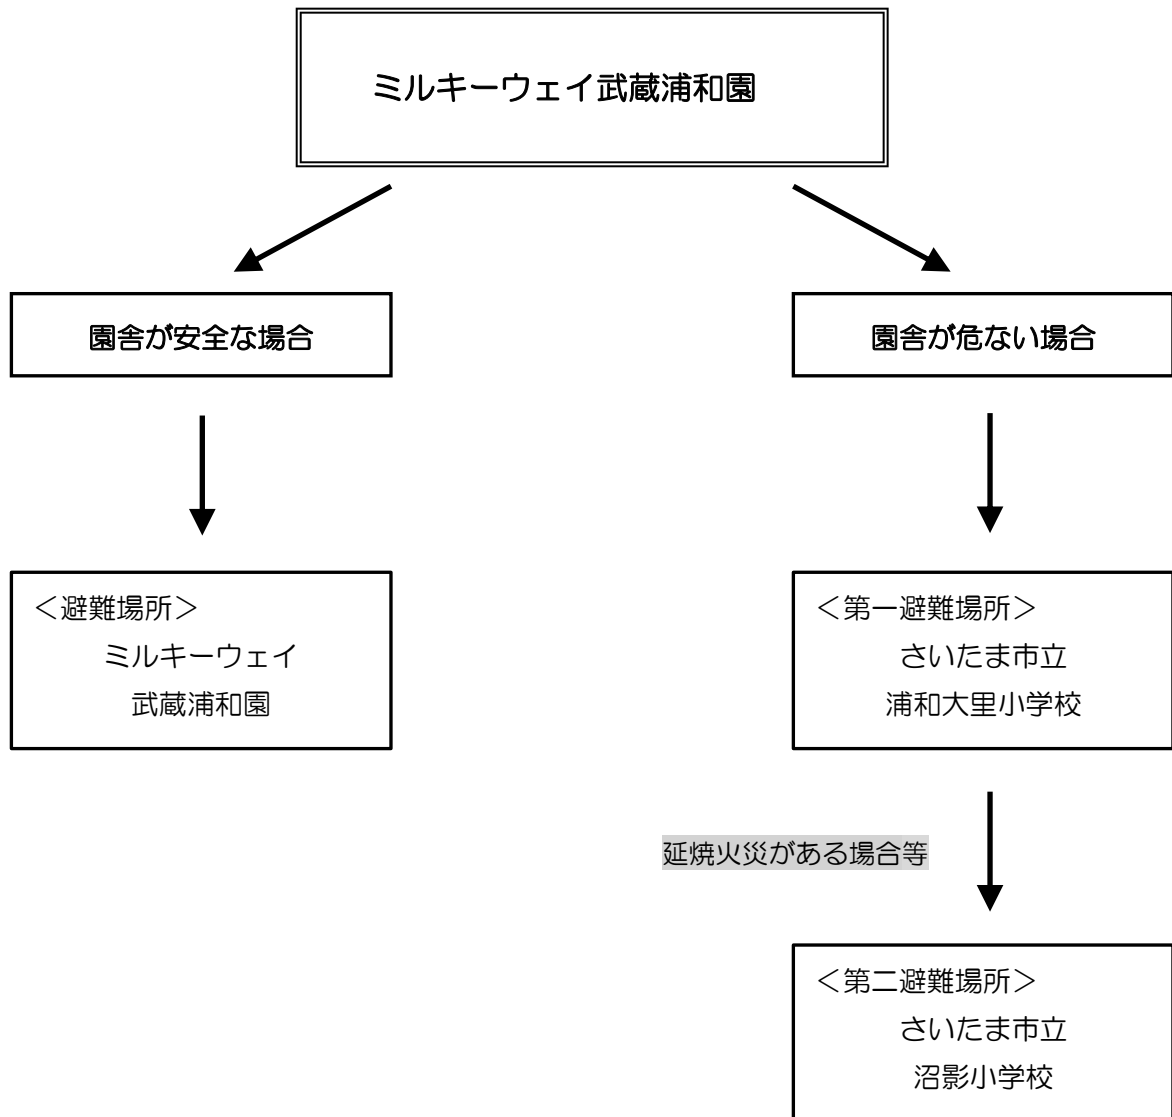 ミルキーウェイ武蔵浦和園
園舎が安全な場合
園舎が危ない場合
＜避難場所＞
ミルキーウェイ
武蔵浦和園
＜第一避難場所＞
さいたま市立
浦和大里小学校
延焼火災がある場合等
＜第二避難場所＞
さいたま市立
沼影小学校